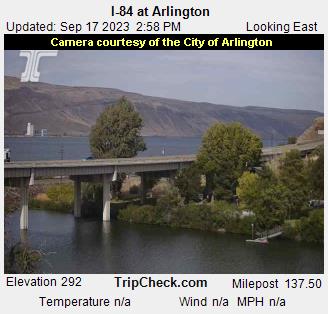 I-84 at Arlington
Updated: Sep 17 2023 2:58 PM Looking East
Camera courtesy of the City of Arlington
Elevation 292 TripCheck.com Milepost 137.50
Temperature n/a Wind n/a MPH n/a